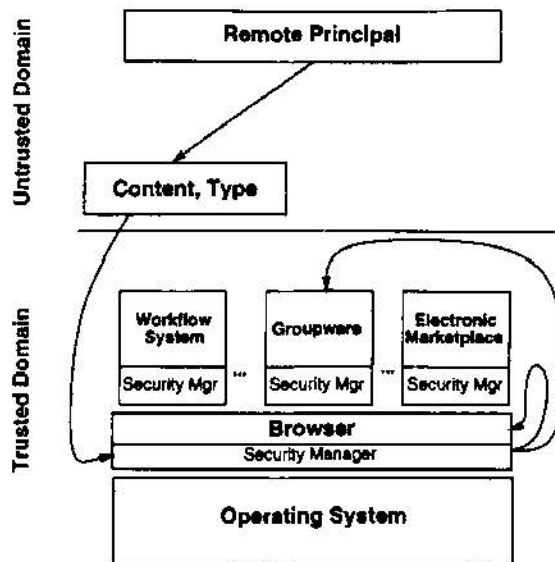 Remote Principal
Untrusted Domain
Content, Type
Trusted Domain
Workflow
System
Security Mgr
...
Groupware
Security Mgr
...
Electronic
Marketplace
Security Mgr
Browser
Security Manager
Operating System